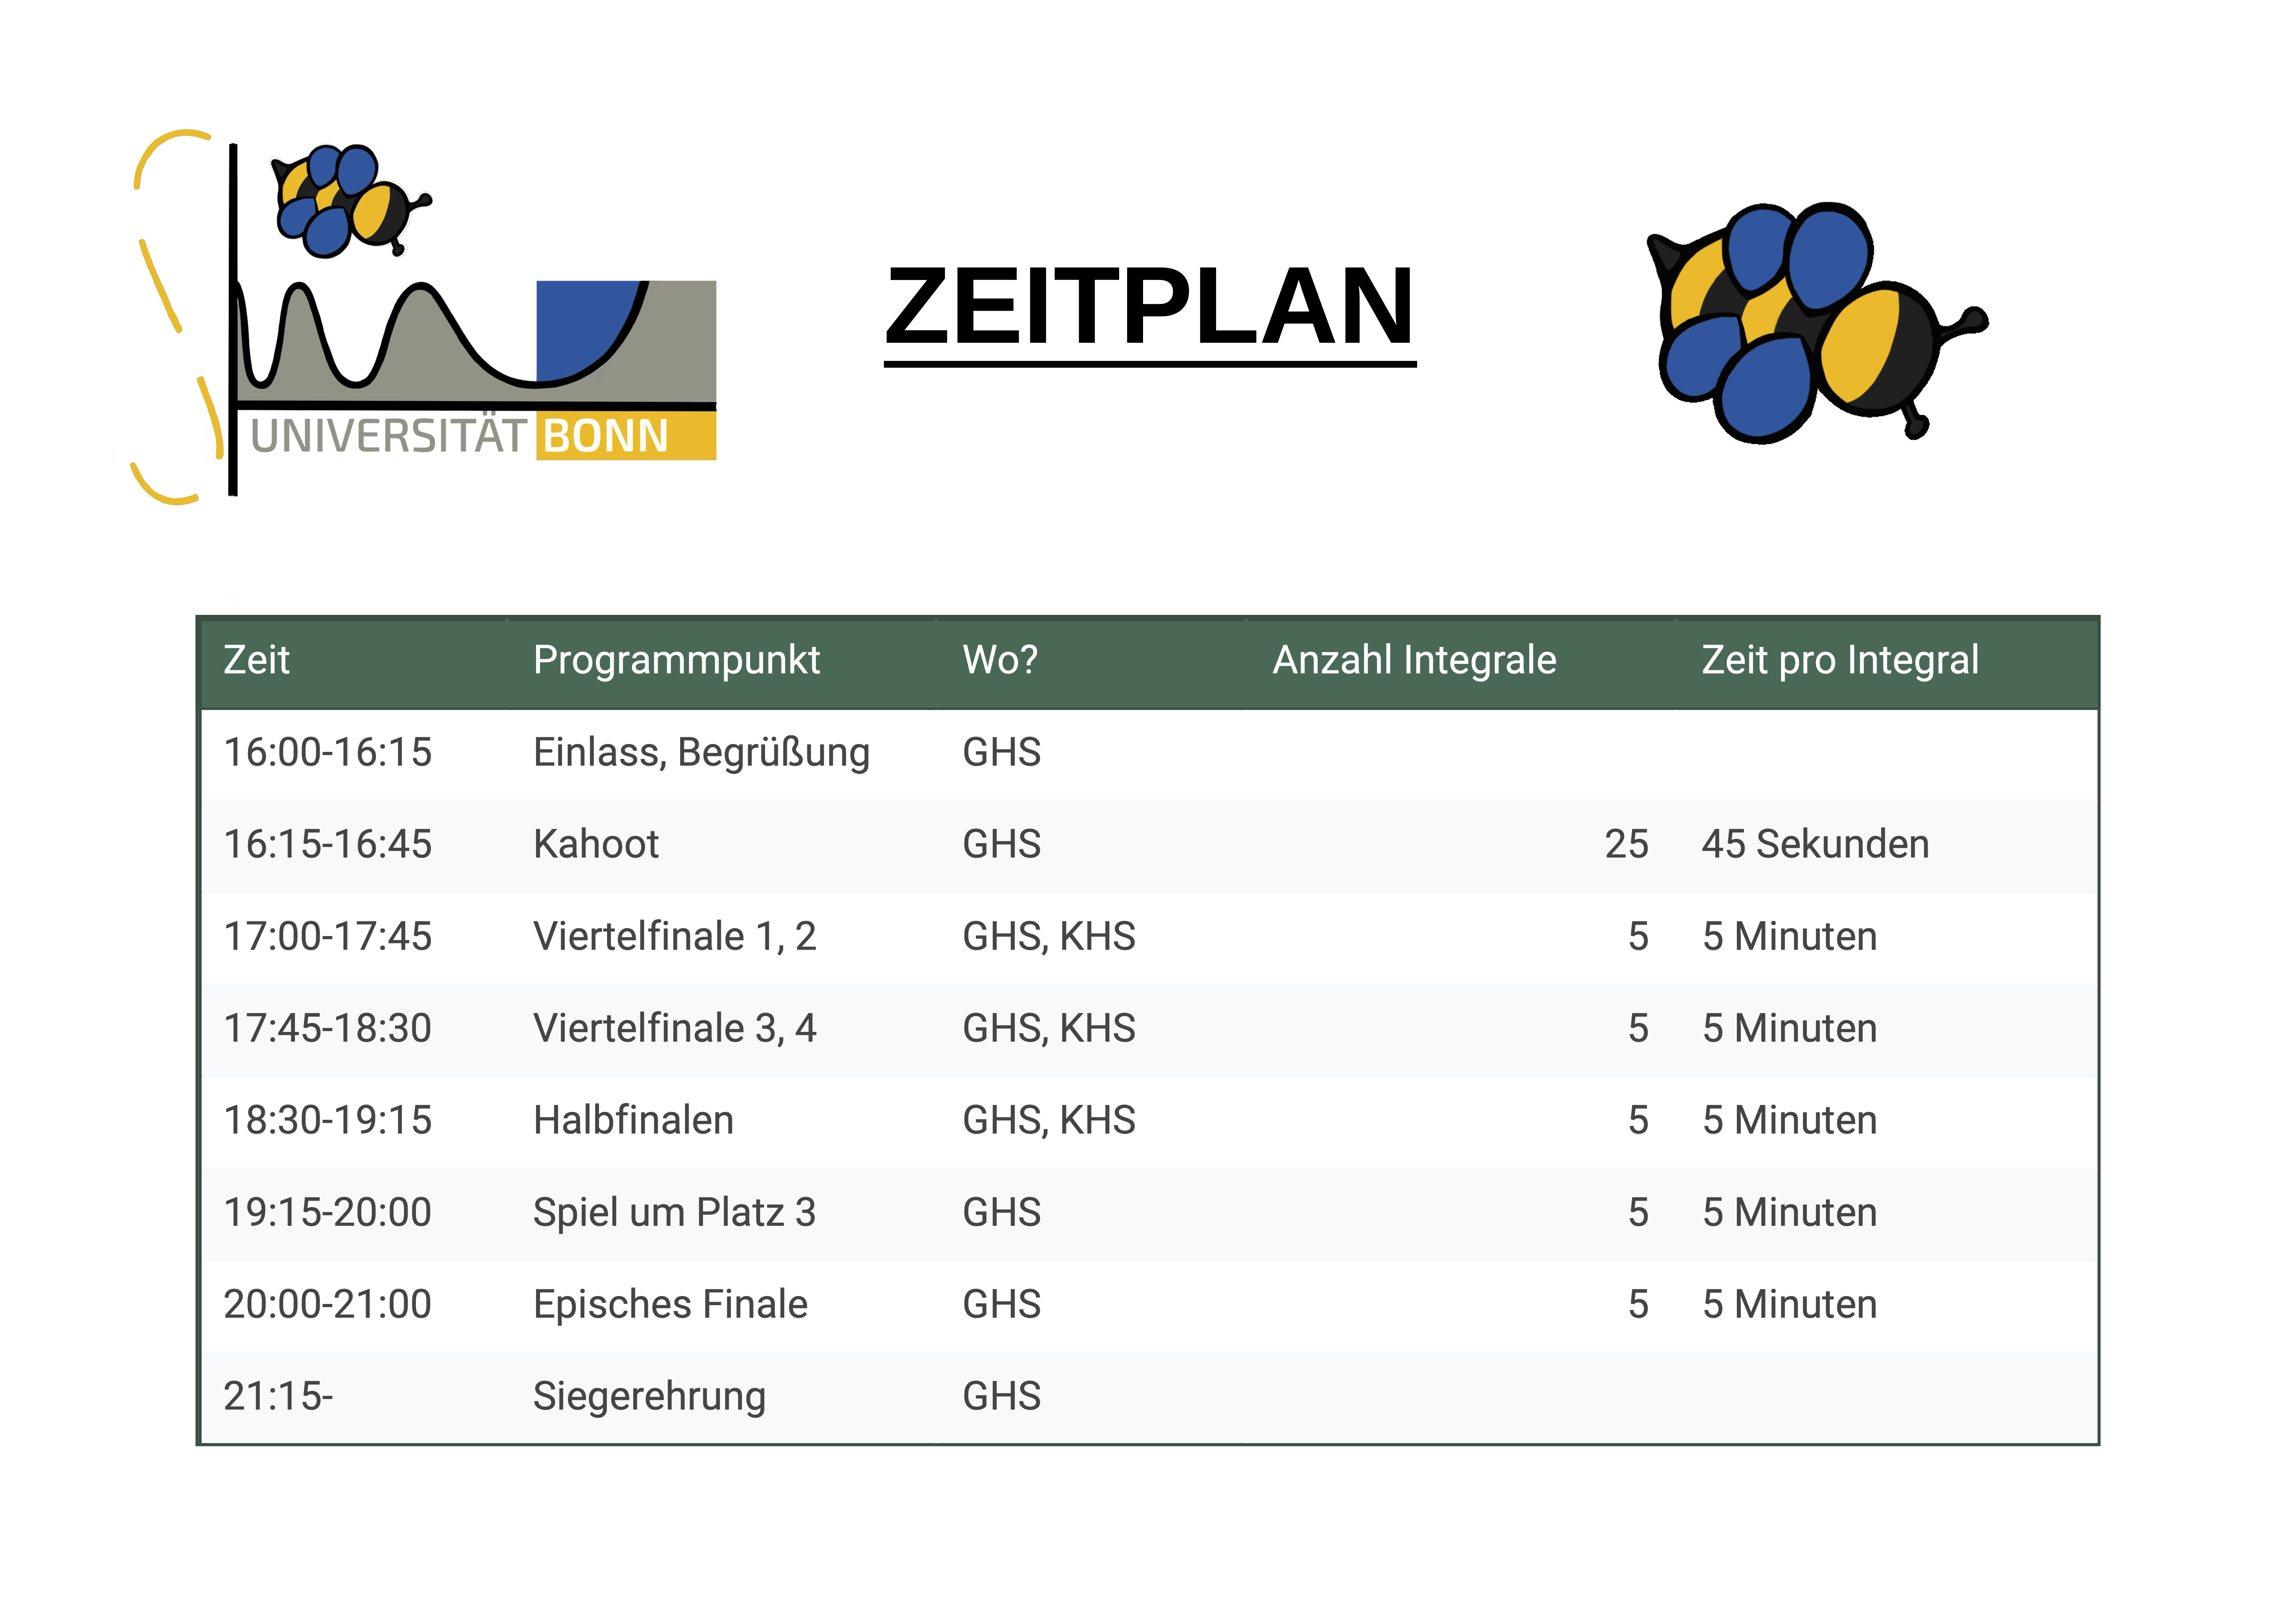 UNIVERSITÄT BONN
ZEITPLAN
Zeit Programmpunkt Wo? Anzahl Integrale Zeit pro Integral
16:00-16:15 Einlass, Begrüßung GHS
16:15-16:45 Kahoot GHS 25 45 Sekunden
17:00-17:45 Viertelfinale 1, 2 GHS, KHS 5 5 Minuten
17:45-18:30 Viertelfinale 3, 4 GHS, KHS 5 5 Minuten
18:30-19:15 Halbfinalen GHS, KHS 5 5 Minuten
19:15-20:00 Spiel um Platz 3 GHS 5 5 Minuten
20:00-21:00 Episches Finale GHS 5 5 Minuten
21:15- Siegerehrung GHS